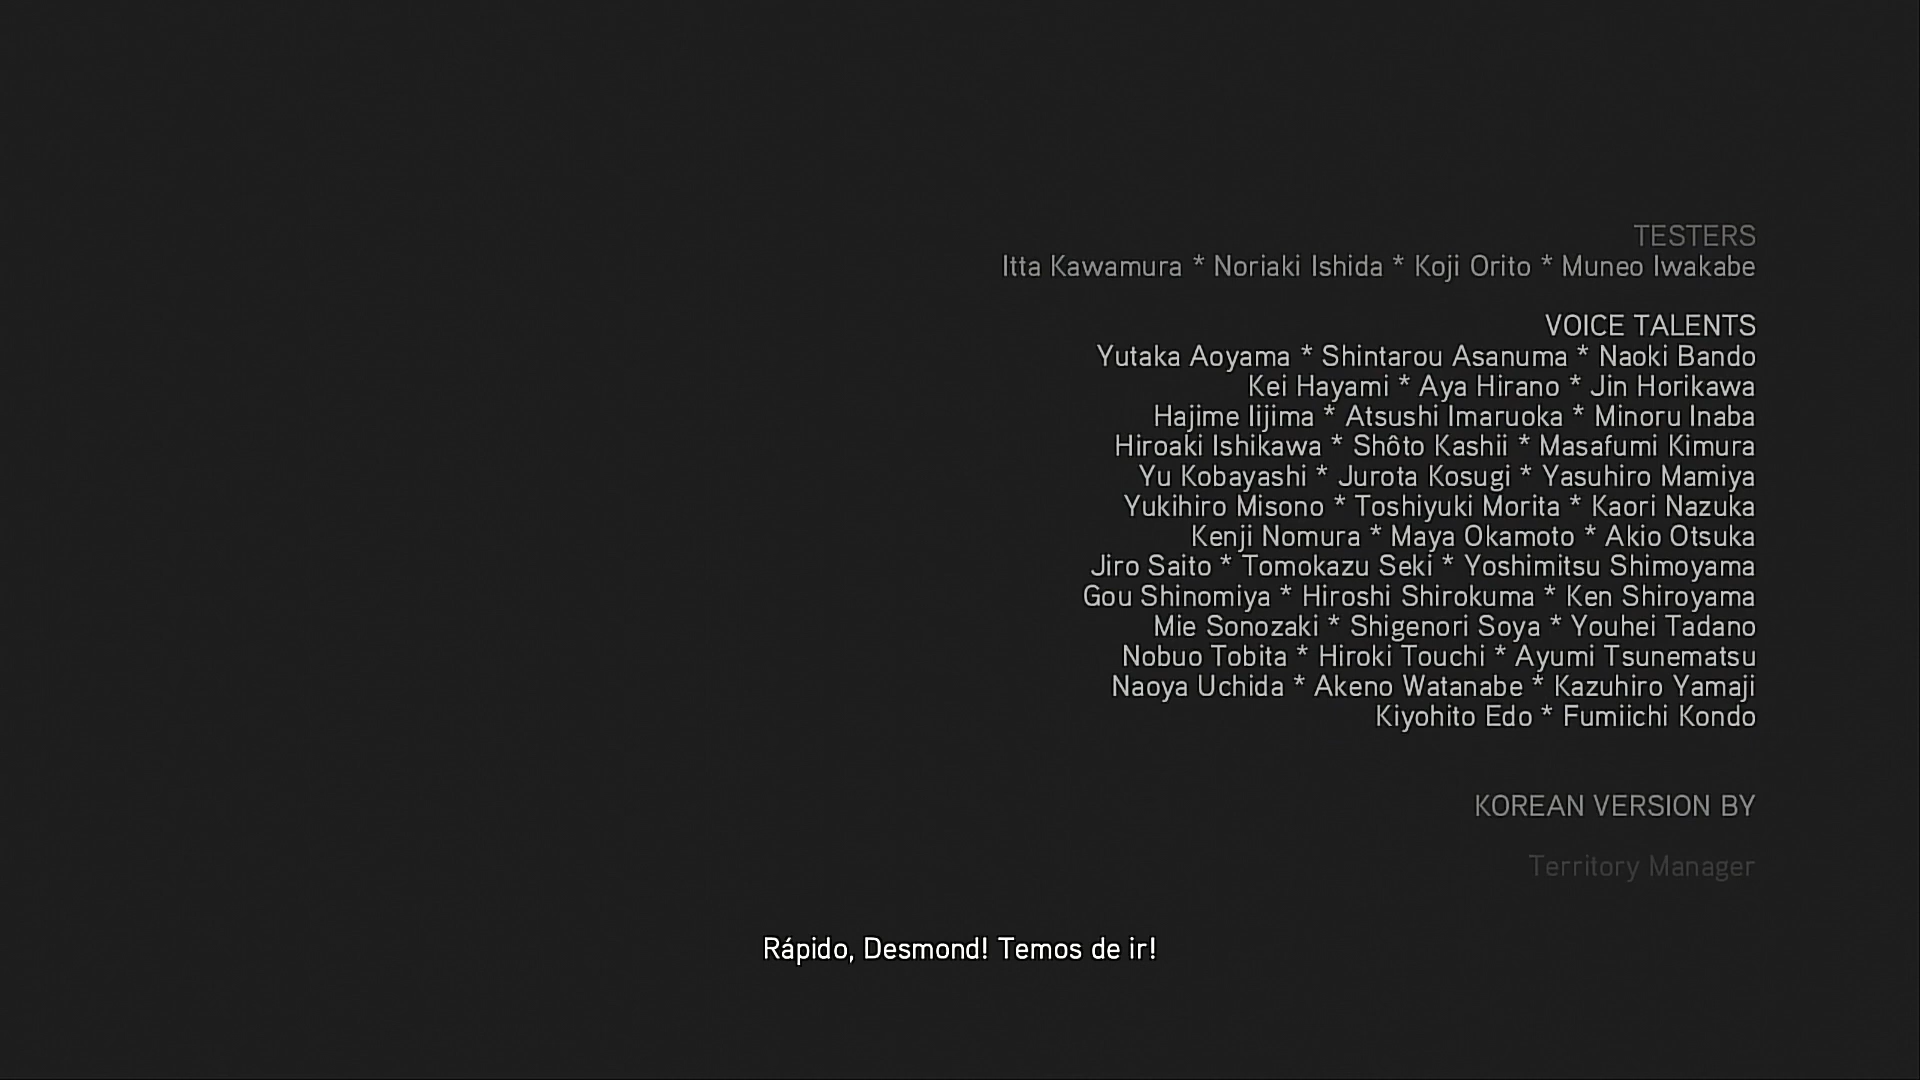 TESTERS
Itta Kawamura * Noriaki Ishida * Koji Orito * Muneo Iwakabe
VOICE TALENTS
Yutaka Aoyama * Shintarou Asanuma * Naoki Bando
Kei Hayami * Aya Hirano * Jin Horikawa
Hajime Iijima * Atsushi Imaruoka * Minoru Inaba
Hiroaki Ishikawa * Shôto Kashii * Masafumi Kimura
Yu Kobayashi * Jurota Kosugi * Yasuhiro Mamiya
Yukihiro Misono * Toshiyuki Morita * Kaori Nazuka
Kenji Nomura * Maya Okamoto * Akio Otsuka
Jiro Saito * Tomokazu Seki * Yoshimitsu Shimoyama
Gou Shinomiya * Hiroshi Shirokuma * Ken Shiroyama
Mie Sonozaki * Shigenori Soya * Youhei Tadano
Nobuo Tobita * Hiroki Touchi * Ayumi Tsunematsu
Naoya Uchida * Akeno Watanabe * Kazuhiro Yamaji
Kiyohito Edo * Fumiichi Kondo
KOREAN VERSION BY
Territory Manager
Rápido, Desmond! Temos de ir!